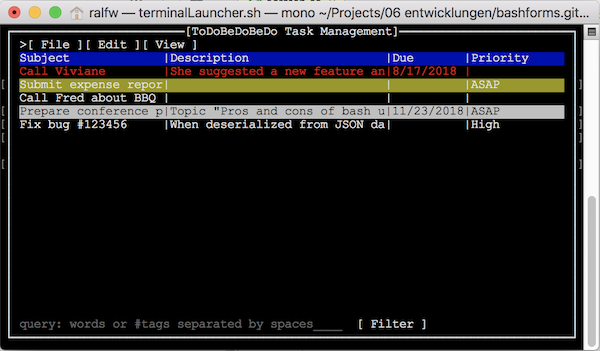 ralfw — terminalLauncher.sh — mono ~/Projects/06 entwicklungen/bashforms.git...
[ToDoBeDoBeDo Task Management]
>[ File ][ Edit ][ View ]
Subject |Description |Due |Priority
Call Viviane |She suggested a new feature an|8/17/2018 |
Submit expense repor| | |ASAP
Call Fred about BBQ | | |
Prepare conference p|Topic "Pros and cons of bash u|11/23/2018|ASAP
Fix bug #123456 |When deserialized from JSON da| |High
query: words or #tags separated by spaces____ [ Filter ]